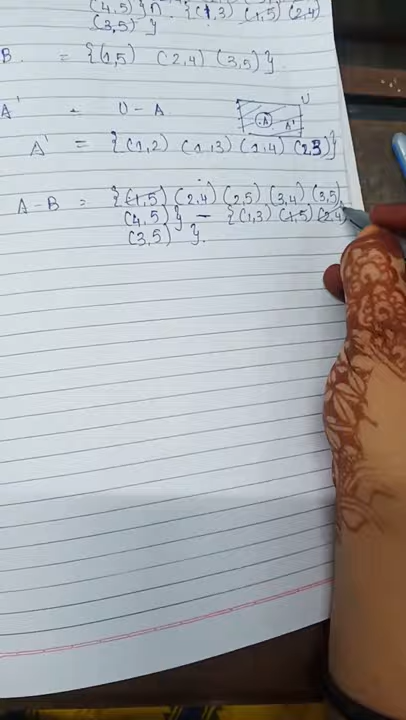 (4,5) } ∩ {(1,3) (1,5) (2,4)
(3,5) }
B. = {(1,5) (2,4) (3,5)}
A' = U - A
U
A
A'
A' = {(1,2) (1,3) (1,4) (2,3)}
A-B = {(1,5) (2,4) (2,5) (3,4) (3,5)
(4,5) } - {(1,3) (1,5) (2,4)
(3,5) }.